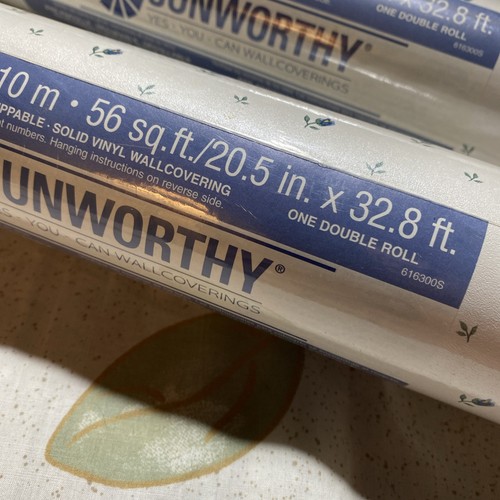 SUNWORTHY®
YES · YOU · CAN WALLCOVERINGS
x 32.8 ft.
ONE DOUBLE ROLL
616300S
10 m · 56 sq.ft./20.5 in. x 32.8 ft.
PPABLE · SOLID VINYL WALLCOVERING
nt numbers. Hanging instructions on reverse side.
ONE DOUBLE ROLL
616300S
UNWORTHY®
S · YOU · CAN WALLCOVERINGS